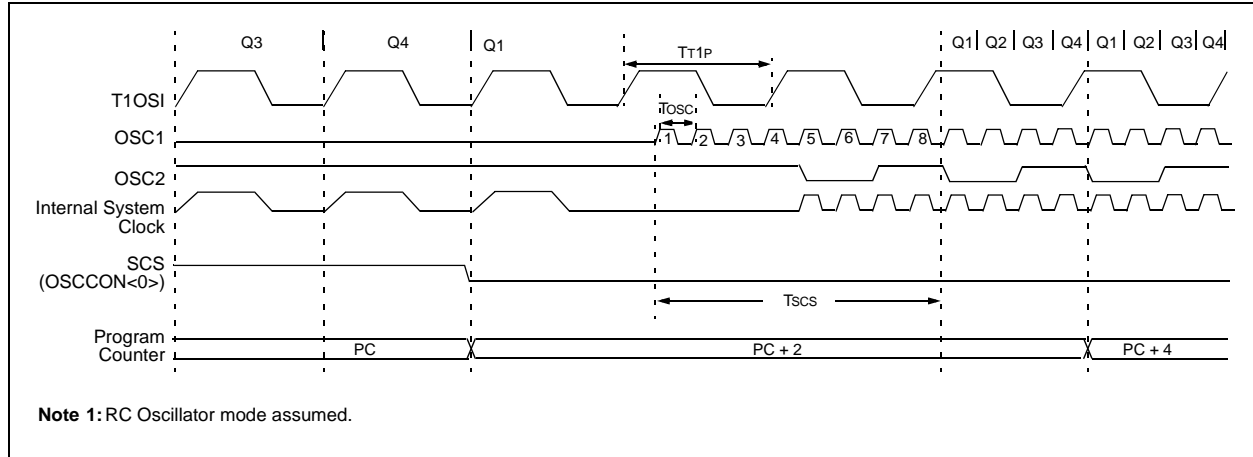 Q3 Q4 Q1 Q1 Q2 Q3 Q4 Q1 Q2 Q3 Q4
TT1P
T1OSI
TOSC
OSC1
1 2 3 4 5 6 7 8
OSC2
Internal System
Clock
SCS
(OSCCON<0>)
TSCS
Program
Counter
PC PC + 2 PC + 4
Note 1: RC Oscillator mode assumed.